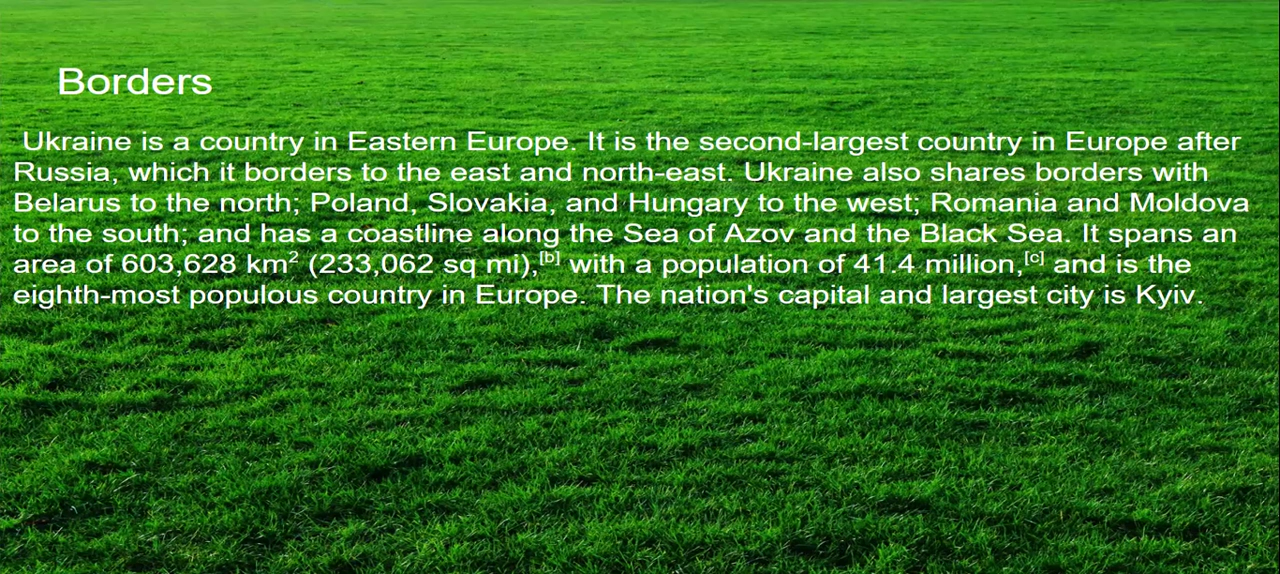 Borders
Ukraine is a country in Eastern Europe. It is the second-largest country in Europe after
Russia, which it borders to the east and north-east. Ukraine also shares borders with
Belarus to the north; Poland, Slovakia, and Hungary to the west; Romania and Moldova
to the south; and has a coastline along the Sea of Azov and the Black Sea. It spans an
area of 603,628 km² (233,062 sq mi),[b] with a population of 41.4 million,[c] and is the
eighth-most populous country in Europe. The nation's capital and largest city is Kyiv.